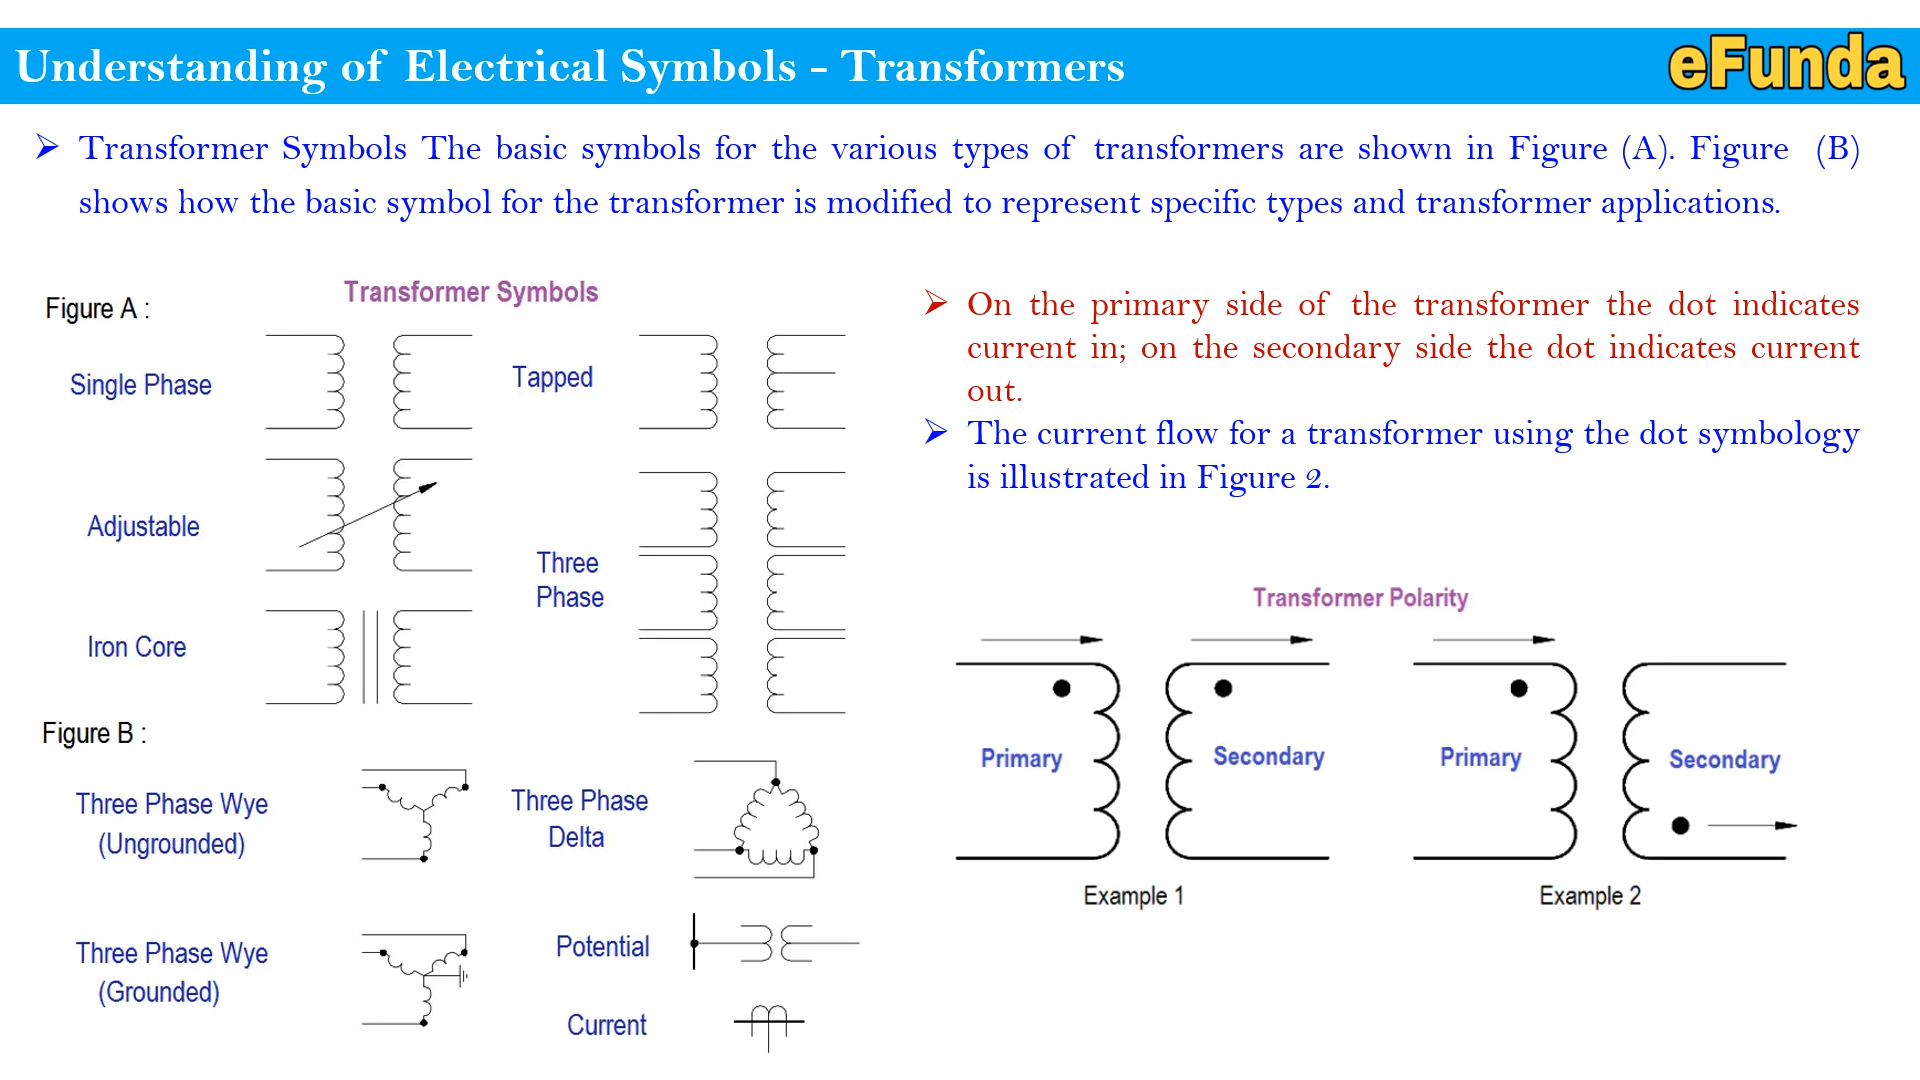 Understanding of Electrical Symbols - Transformers
eFunda
Transformer Symbols The basic symbols for the various types of transformers are shown in Figure (A). Figure (B)
shows how the basic symbol for the transformer is modified to represent specific types and transformer applications.
Figure A :
Transformer Symbols
Single Phase
Tapped
Adjustable
Three
Phase
Iron Core
Figure B :
Three Phase Wye
(Ungrounded)
Three Phase
Delta
Three Phase Wye
(Grounded)
Potential
Current
On the primary side of the transformer the dot indicates
current in; on the secondary side the dot indicates current
out.
The current flow for a transformer using the dot symbology
is illustrated in Figure 2.
Transformer Polarity
Primary
Secondary
Primary
Secondary
Example 1
Example 2